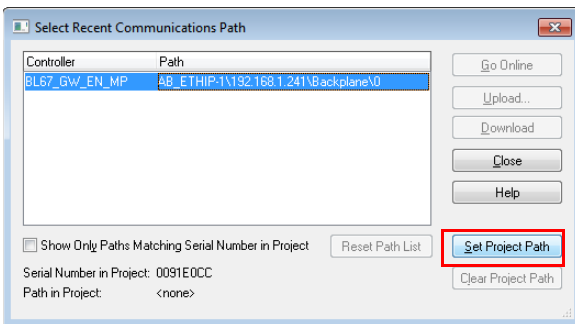 Select Recent Communications Path
Controller Path
BL67_GW_EN_MP AB_ETHIP-1\192.168.1.241\Backplane\0
Go Online
Upload...
Download
Close
Help
Show Only Paths Matching Serial Number in Project Reset Path List Set Project Path
Serial Number in Project: 0091E0CC Clear Project Path
Path in Project: <none>